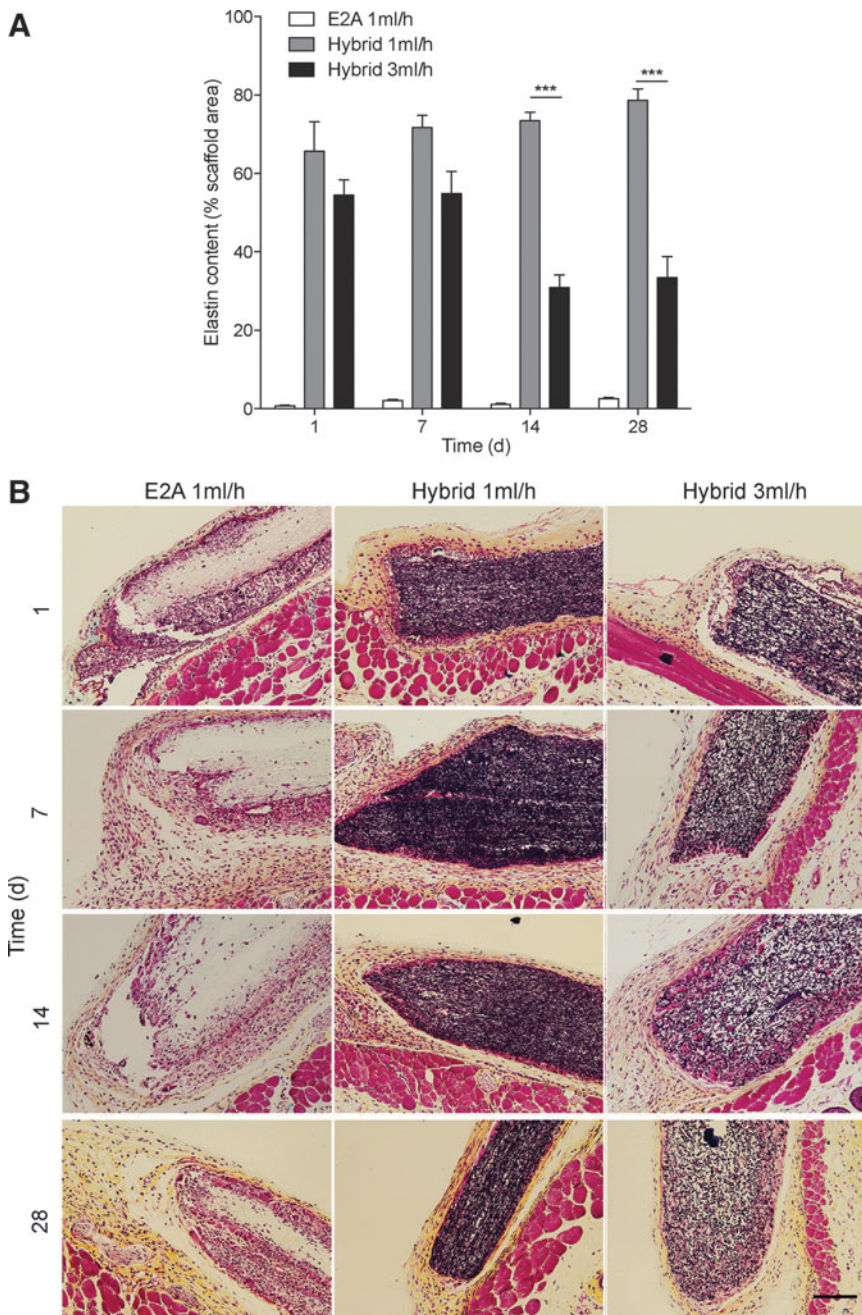 A
E2A 1ml/h
Hybrid 1ml/h
Hybrid 3ml/h
Elastin content (% scaffold area)
100
80
60
40
20
0
***
***
1 7 14 28
Time (d)
B
E2A 1ml/h Hybrid 1ml/h Hybrid 3ml/h
Time (d)
1
7
14
28